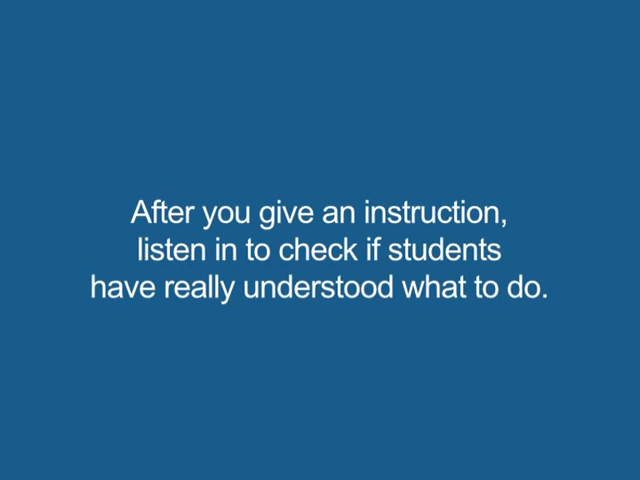 After you give an instruction,
listen in to check if students
have really understood what to do.